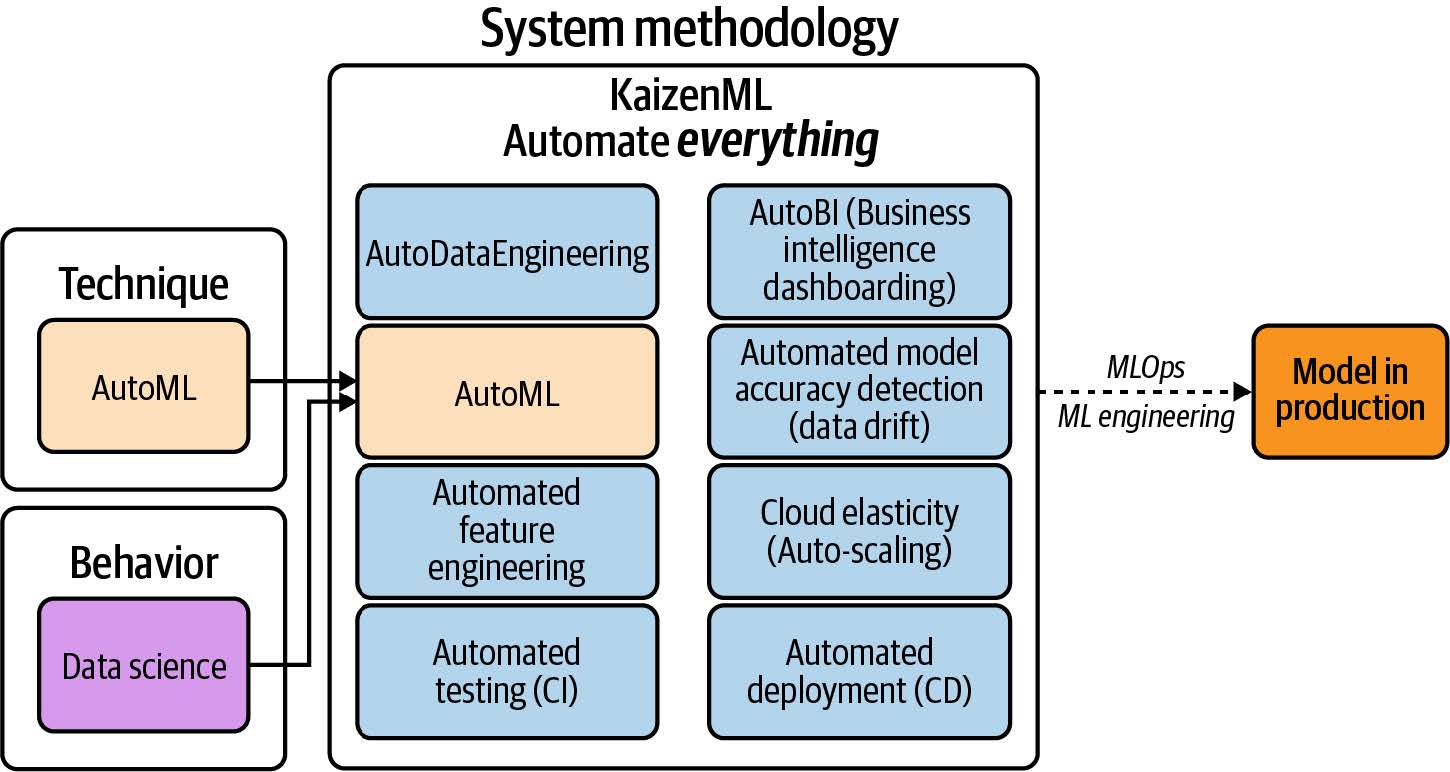 System methodology
KaizenML
Automate everything
Technique
AutoML
Behavior
Data science
AutoDataEngineering
AutoML
Automated
feature
engineering
Automated
testing (CI)
AutoBI (Business
intelligence
dashboarding)
Automated model
accuracy detection
(data drift)
Cloud elasticity
(Auto-scaling)
Automated
deployment (CD)
MLOps
ML engineering
Model in
production